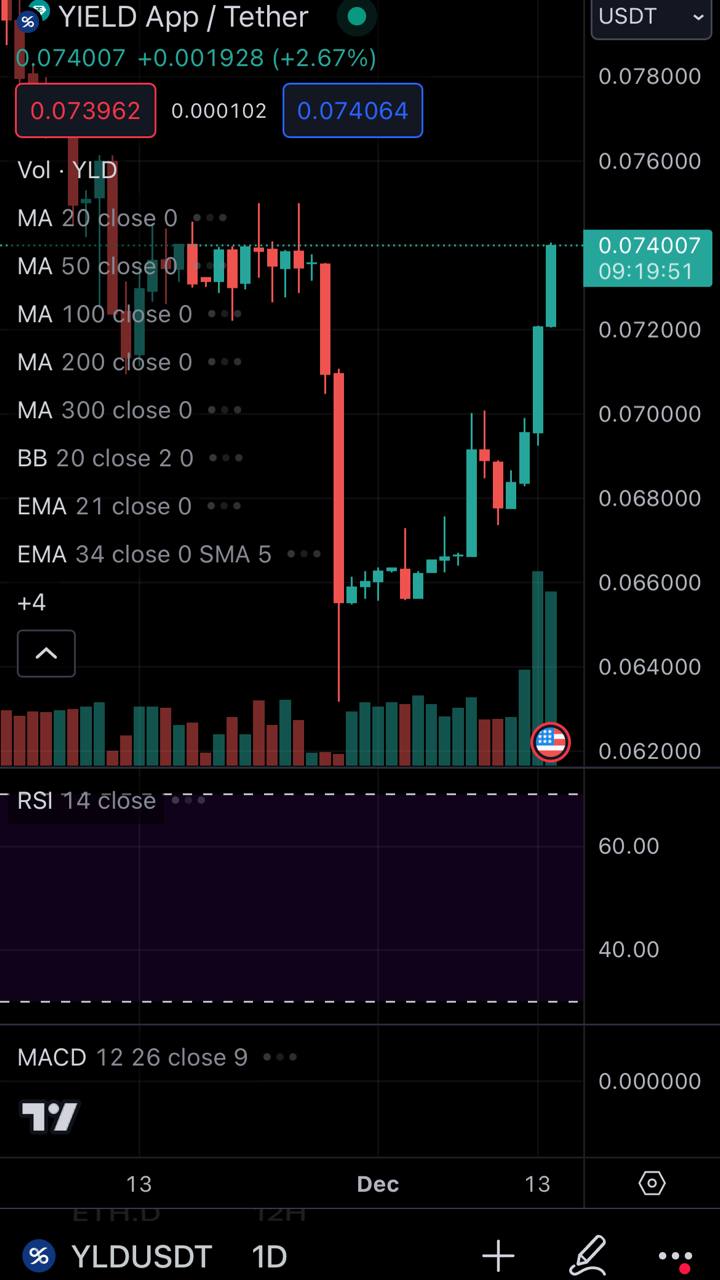 YIELD App / Tether
USDT
0.074007 +0.001928 (+2.67%)
0.078000
0.073962 0.000102 0.074064
0.076000
Vol · YLD
MA 20 close 0
0.074007
09:19:51
MA 50 close 0
MA 100 close 0
0.072000
MA 200 close 0
MA 300 close 0
0.070000
BB 20 close 2 0
0.068000
EMA 21 close 0
EMA 34 close 0 SMA 5
0.066000
+4
0.064000
0.062000
RSI 14 close
60.00
40.00
MACD 12 26 close 9
0.000000
13 Dec 13
ETH.D 12H
YLDUSDT 1D